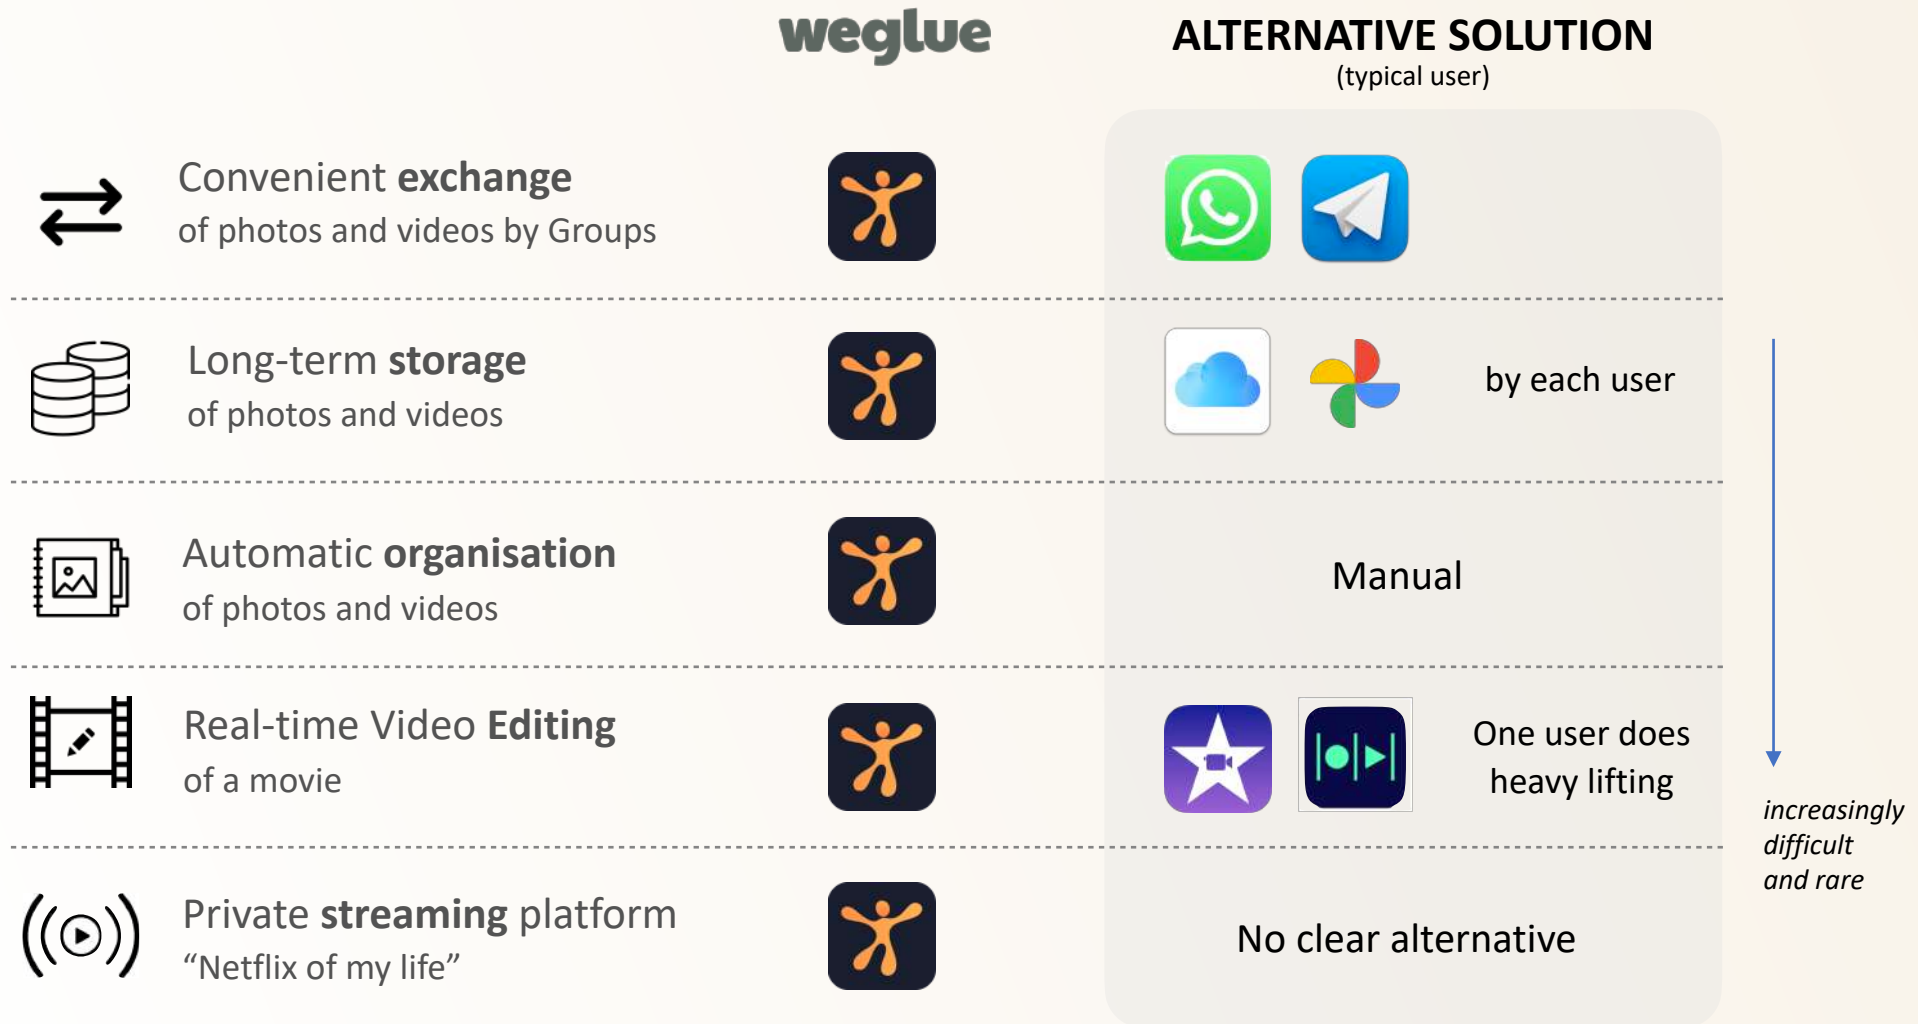 weglue
ALTERNATIVE SOLUTION
(typical user)
Convenient exchange
of photos and videos by Groups
Long-term storage
of photos and videos
by each user
Automatic organisation
of photos and videos
Manual
Real-time Video Editing
of a movie
One user does
heavy lifting
increasingly
difficult
and rare
Private streaming platform
“Netflix of my life”
No clear alternative